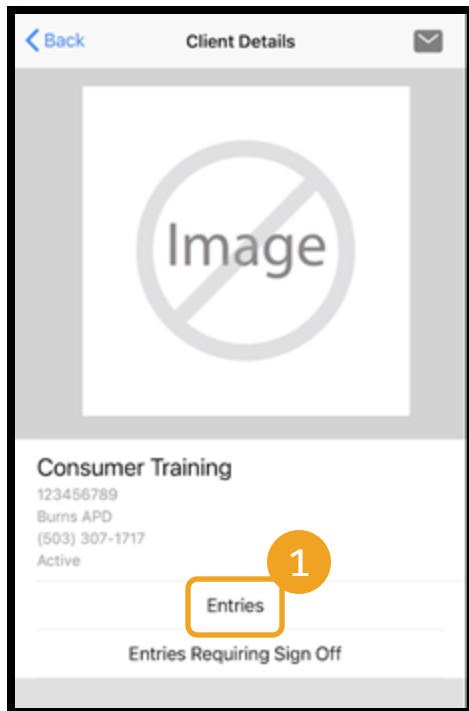 Back Client Details
Image
Consumer Training
123456789
Burns APD
(503) 307-1717
Active
1
Entries
Entries Requiring Sign Off